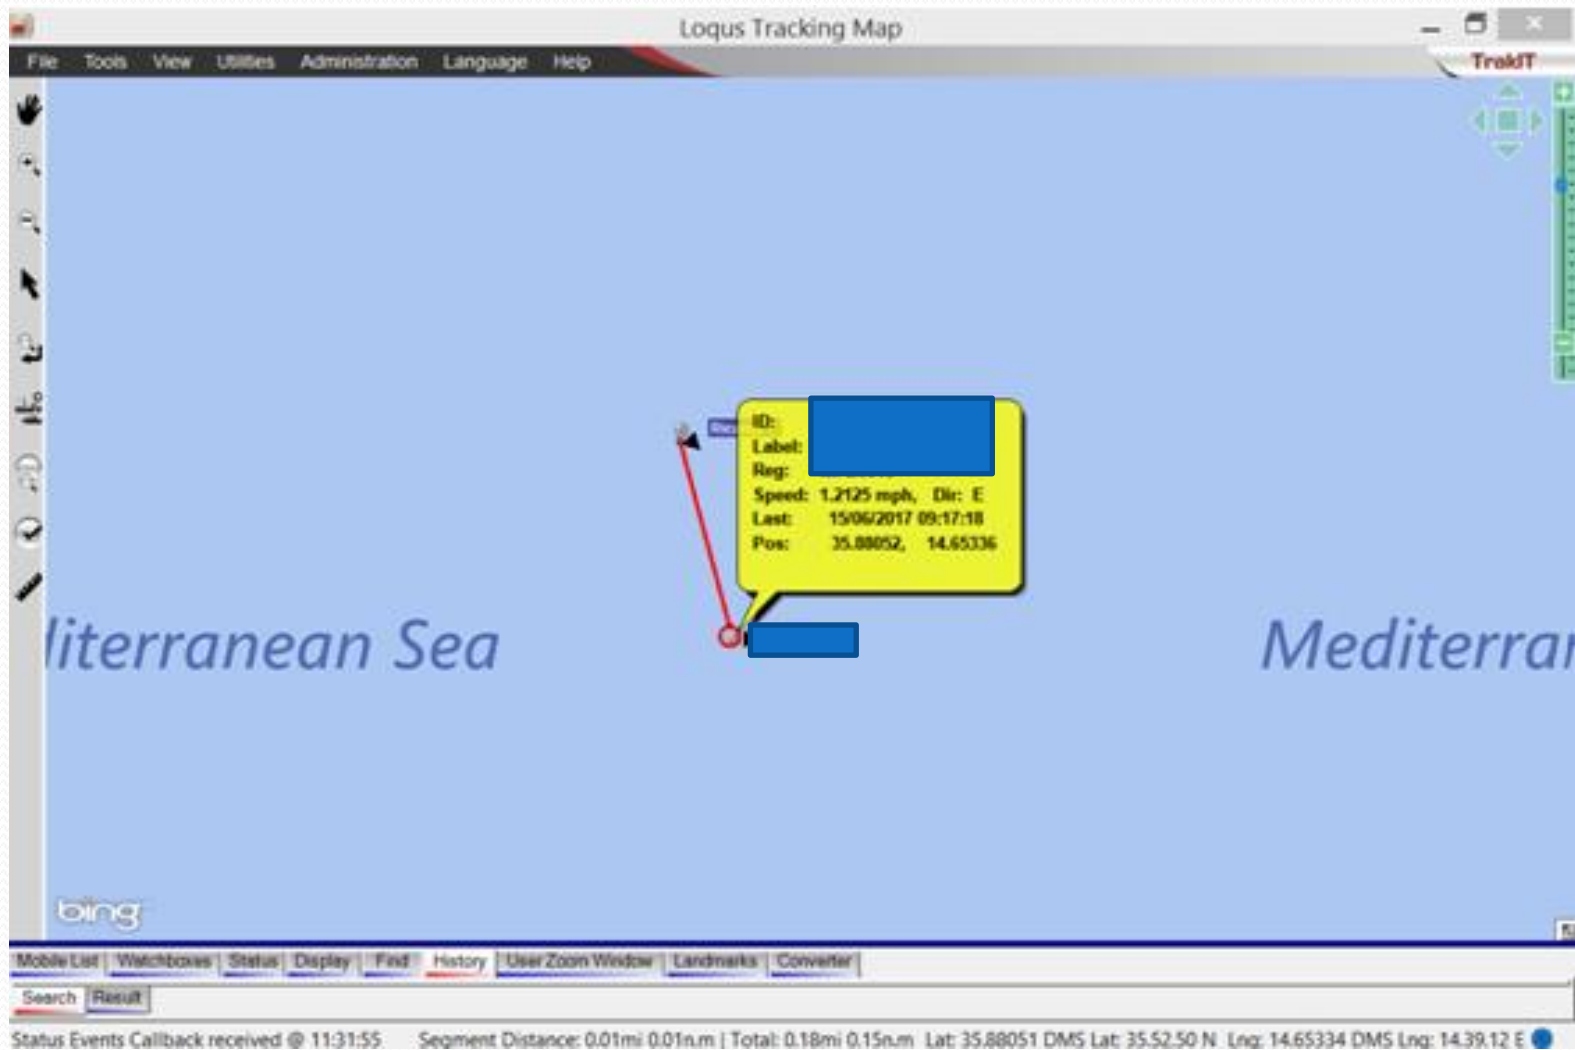 Loqus Tracking Map
File Tools View Utilities Administration Language Help
TrakIT
ID:
Label:
Reg:
Speed: 1.2125 mph, Dir: E
Last: 15/06/2017 09:17:18
Pos: 35.88052, 14.65336
literranean Sea
Mediterrar
bing
Mobile List Watchboxes Status Display Find History User Zoom Window Landmarks Converter
Search Result
Status Events Callback received @ 11:31:55 Segment Distance: 0.01mi 0.01n.m | Total: 0.18mi 0.15n.m Lat: 35.88051 DMS Lat: 35.52.50 N Lng: 14.65334 DMS Lng: 14.39.12 E